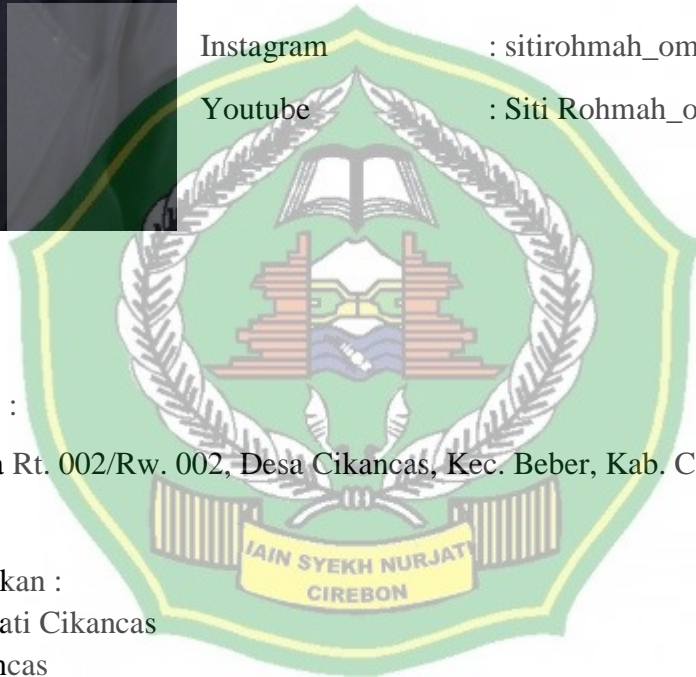 Instagram : sitirohmah_om
Youtube : Siti Rohmah_o
:
Rt. 002/Rw. 002, Desa Cikancas, Kec. Beber, Kab. C
IAIN SYEKH NURJATI
CIREBON
kan :
ati Cikancas
ncas